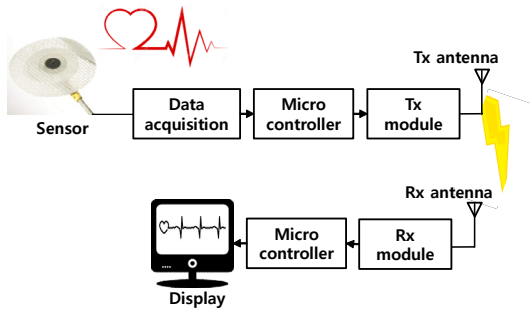 Tx antenna
Sensor
Data
acquisition
Micro
controller
Tx
module
Rx antenna
Display
Micro
controller
Rx
module